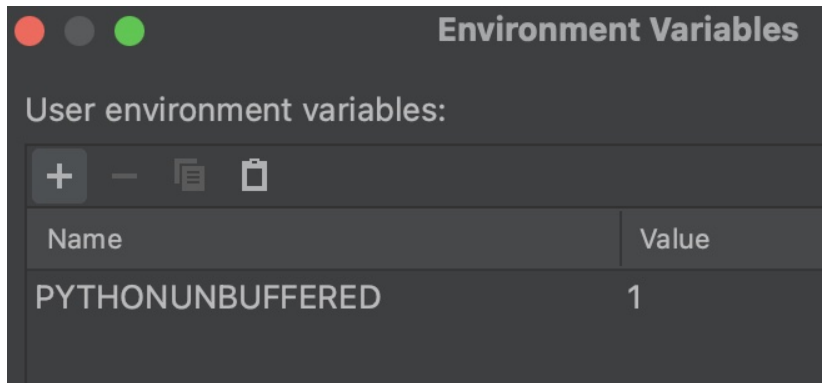 Environment Variables
User environment variables:
Name Value
PYTHONUNBUFFERED 1